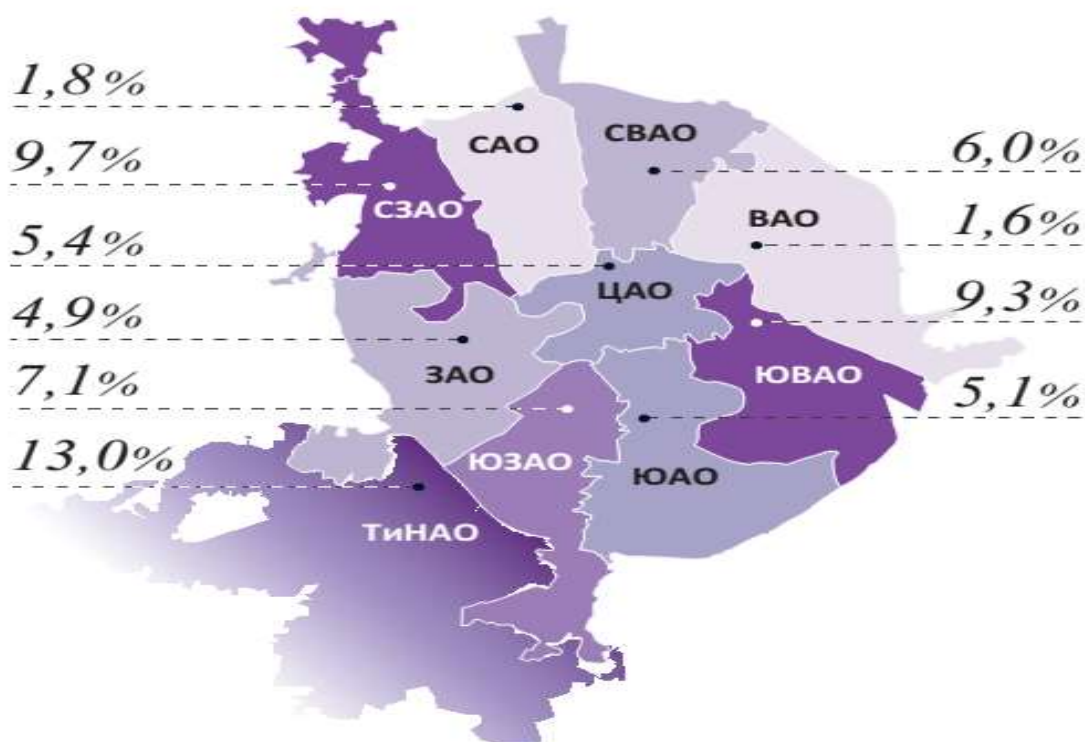 1,8%
САО
СВАО
9,7%
6,0%
СЗАО
ВАО
1,6%
5,4%
ЦАО
9,3%
4,9%
ЗАО
ЮВАО
7,1%
5,1%
13,0%
ЮЗАО
ЮАО
ТиНАО